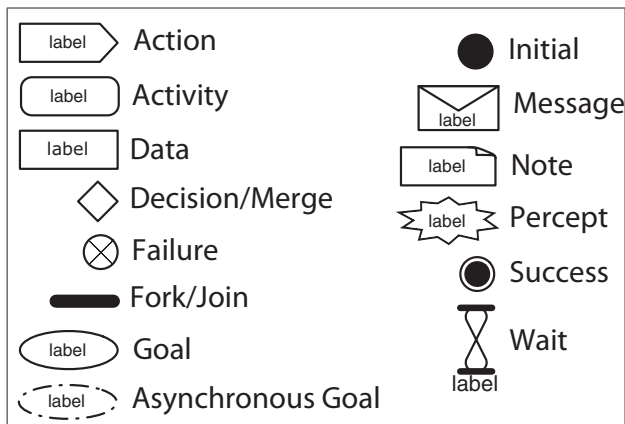 label Action
label Activity
label Data
Decision/Merge
Failure
Fork/Join
label Goal
label Asynchronous Goal
Initial
label Message
label Note
label Percept
Success
Wait
label